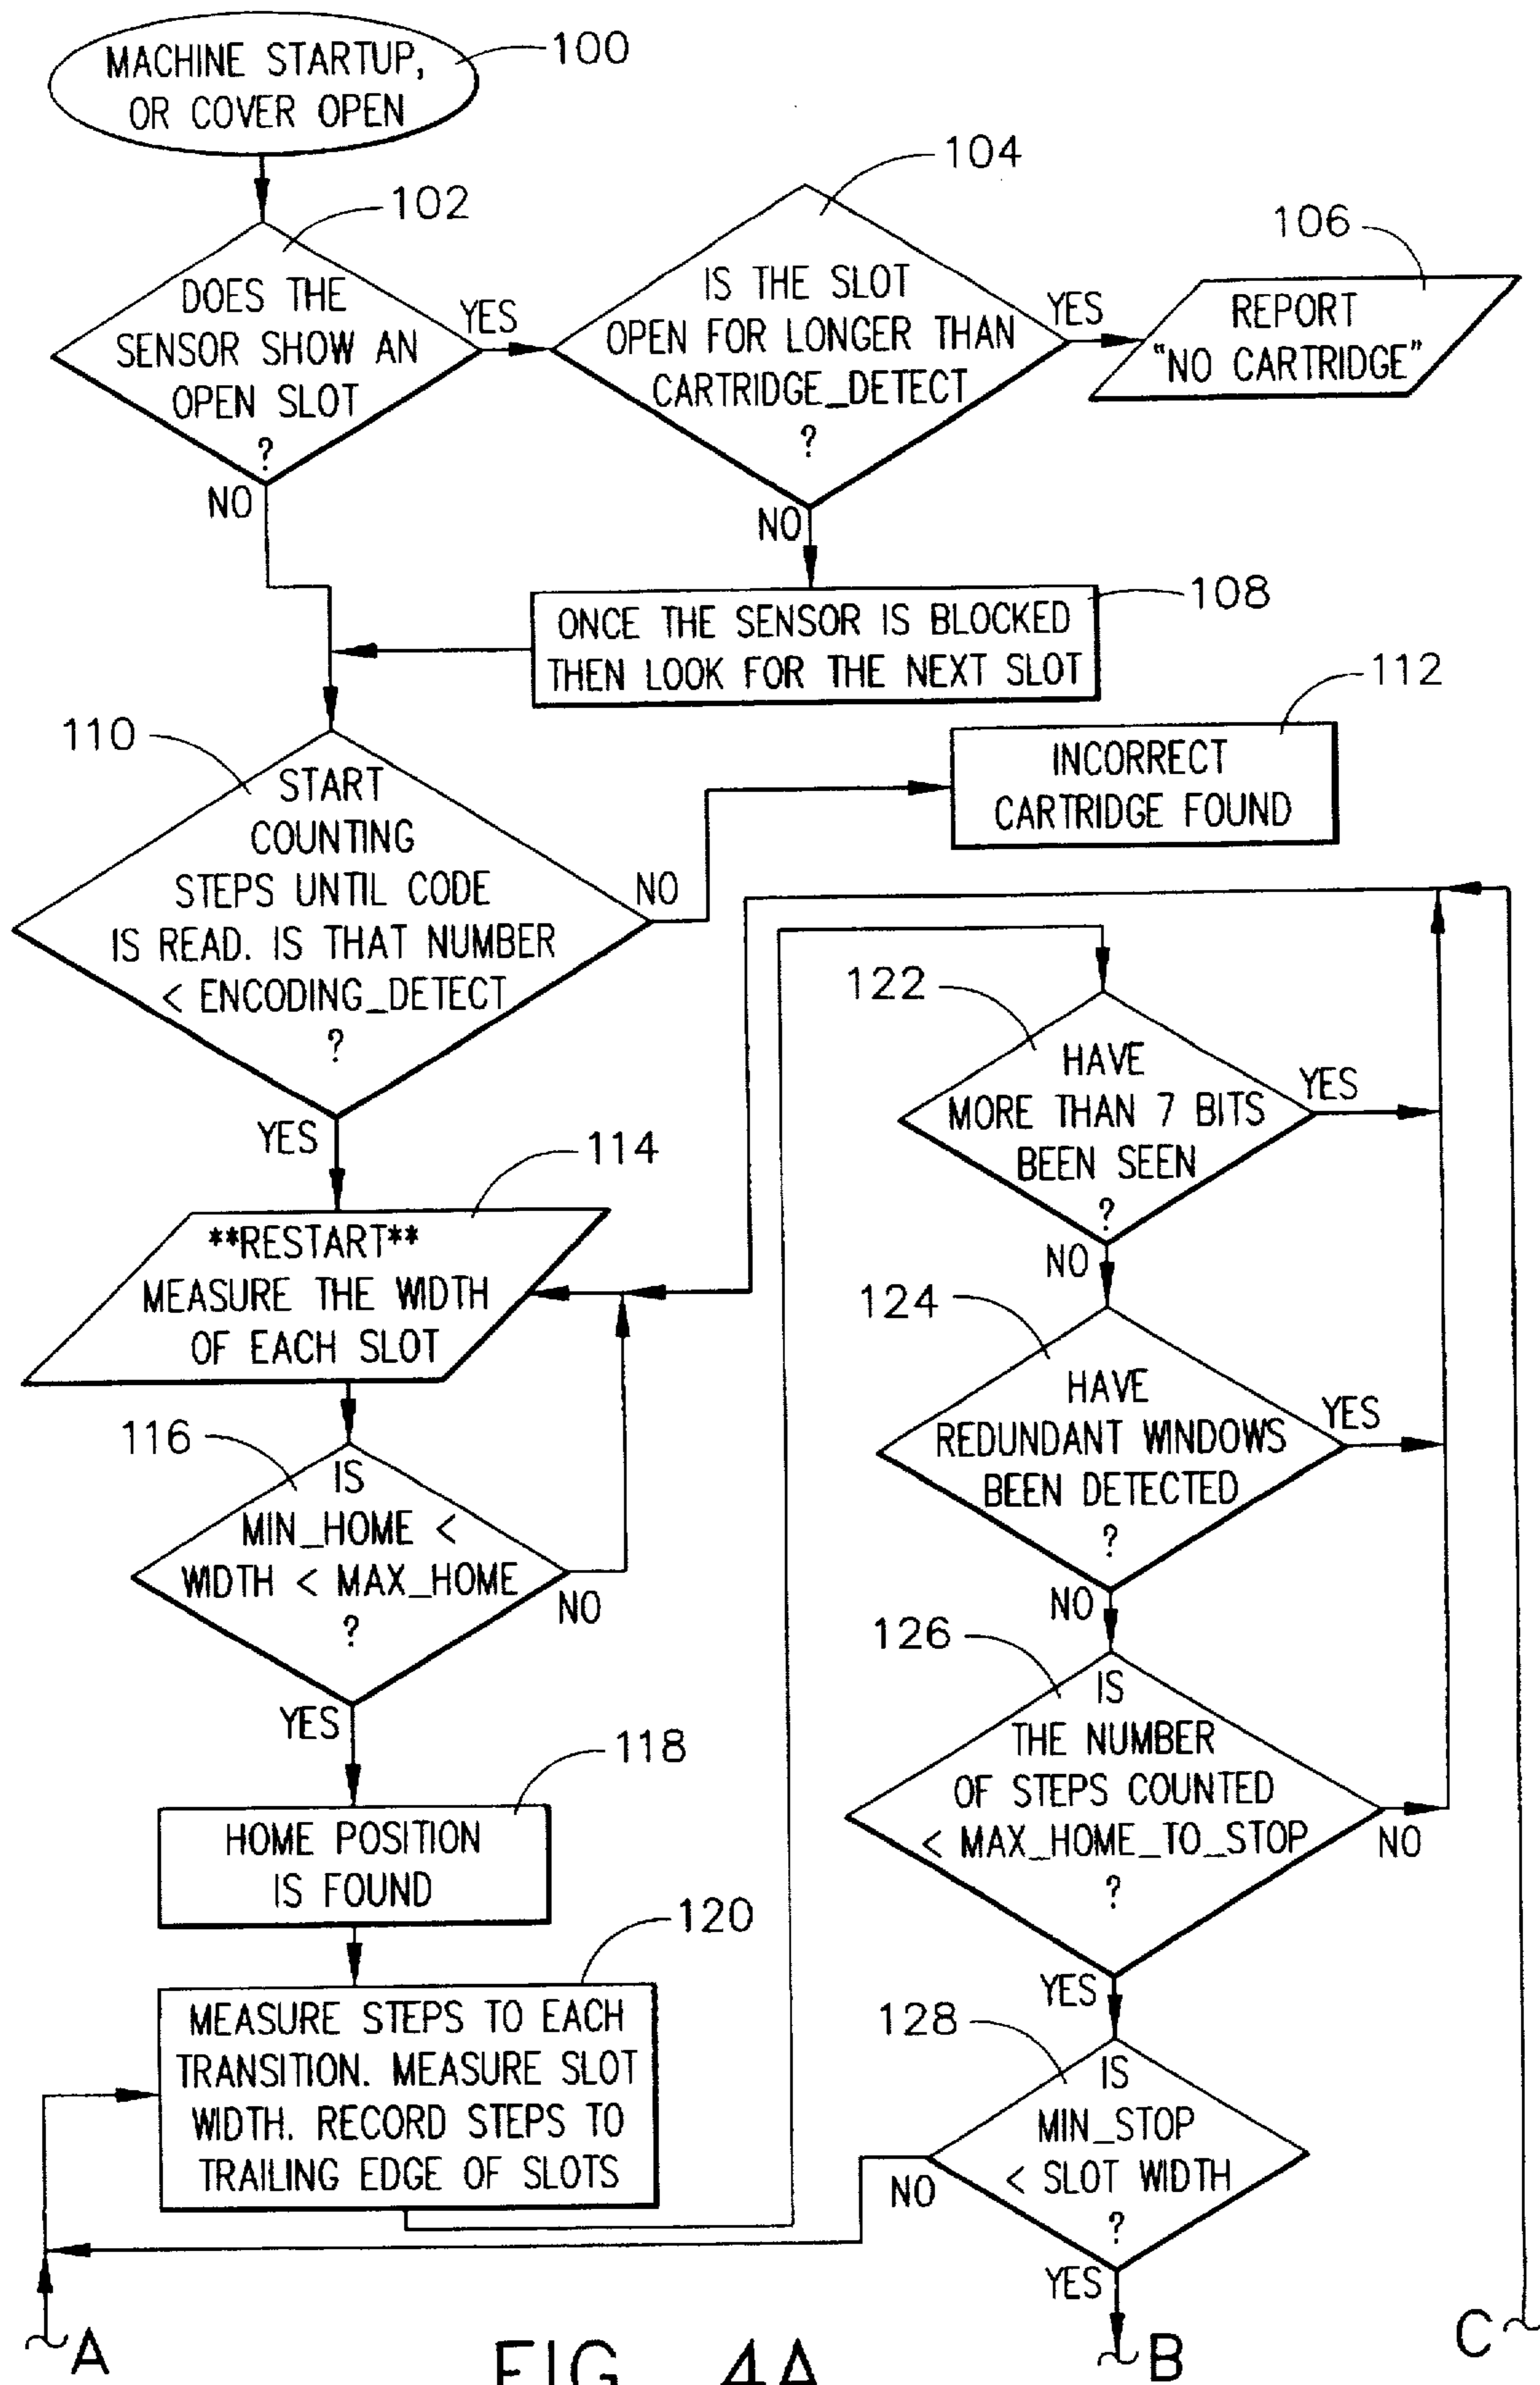 MACHINE STARTUP,
OR COVER OPEN
100
102
DOES THE
SENSOR SHOW AN
OPEN SLOT
?
YES
NO
104
IS THE SLOT
OPEN FOR LONGER THAN
CARTRIDGE_DETECT
?
YES
NO
106
REPORT
"NO CARTRIDGE"
108
ONCE THE SENSOR IS BLOCKED
THEN LOOK FOR THE NEXT SLOT
110
START
COUNTING
STEPS UNTIL CODE
IS READ. IS THAT NUMBER
< ENCODING_DETECT
?
NO
YES
112
INCORRECT
CARTRIDGE FOUND
114
**RESTART**
MEASURE THE WIDTH
OF EACH SLOT
116
IS
MIN_HOME <
WIDTH < MAX_HOME
?
NO
YES
118
HOME POSITION
IS FOUND
120
MEASURE STEPS TO EACH
TRANSITION. MEASURE SLOT
WIDTH. RECORD STEPS TO
TRAILING EDGE OF SLOTS
122
HAVE
MORE THAN 7 BITS
BEEN SEEN
?
YES
NO
124
HAVE
REDUNDANT WINDOWS
BEEN DETECTED
?
YES
NO
126
IS
THE NUMBER
OF STEPS COUNTED
< MAX_HOME_TO_STOP
?
NO
YES
128
IS
MIN_STOP
< SLOT WIDTH
?
NO
YES
A
B
C
FIG. 4A